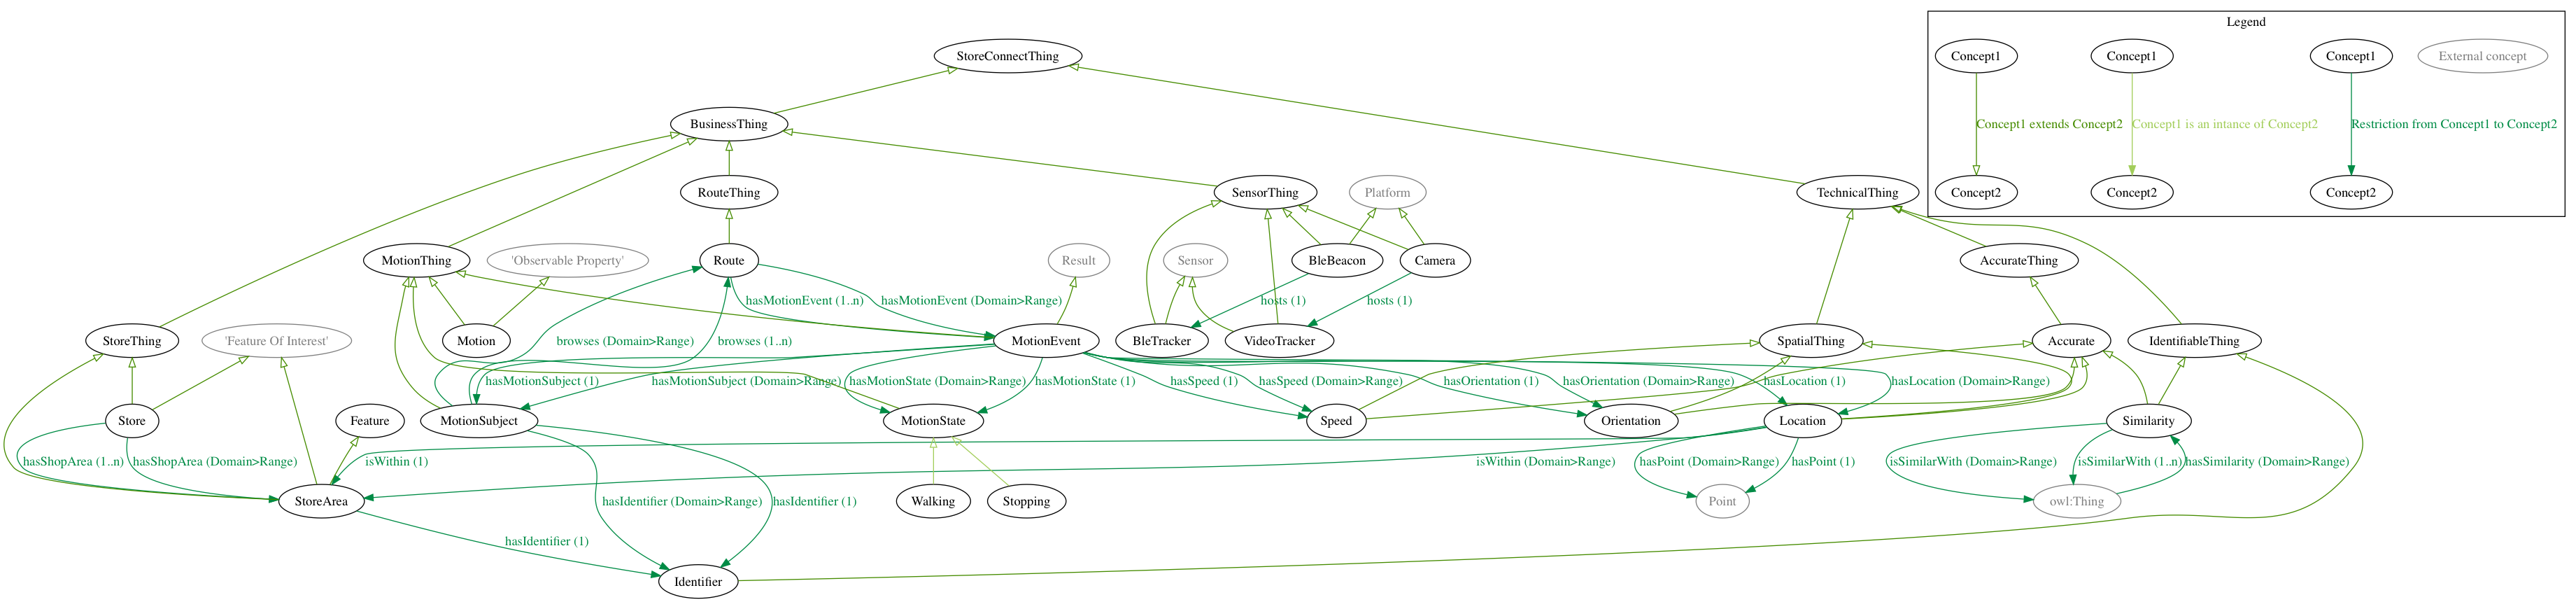 Legend
StoreConnectThing
Concept1
Concept1
Concept1
External concept
BusinessThing
Concept1 extends Concept2
Concept1 is an intance of Concept2
Restriction from Concept1 to Concept2
RouteThing
SensorThing
Platform
TechnicalThing
Concept2
Concept2
Concept2
MotionThing
'Observable Property'
Route
Result
Sensor
BleBeacon
Camera
AccurateThing
hasMotionEvent (1..n)
hasMotionEvent (Domain>Range)
hosts (1)
hosts (1)
StoreThing
'Feature Of Interest'
Motion
browses (Domain>Range)
browses (1..n)
MotionEvent
BleTracker
VideoTracker
SpatialThing
Accurate
IdentifiableThing
hasMotionSubject (1)
hasMotionSubject (Domain>Range)
hasMotionState (Domain>Range)
hasMotionState (1)
hasSpeed (1)
hasSpeed (Domain>Range)
hasOrientation (1)
hasOrientation (Domain>Range)
hasLocation (1)
hasLocation (Domain>Range)
Store
Feature
MotionSubject
MotionState
Speed
Orientation
Location
Similarity
hasShopArea (1..n)
hasShopArea (Domain>Range)
isWithin (1)
isWithin (Domain>Range)
hasPoint (Domain>Range)
hasPoint (1)
isSimilarWith (Domain>Range)
isSimilarWith (1..n)
hasSimilarity (Domain>Range)
StoreArea
hasIdentifier (Domain>Range)
hasIdentifier (1)
Walking
Stopping
Point
owl:Thing
hasIdentifier (1)
Identifier